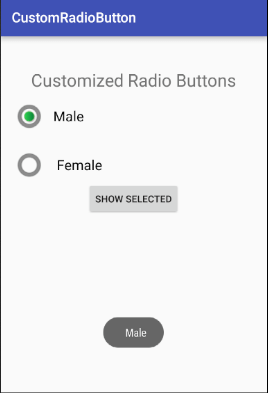 CustomRadioButton
Customized Radio Buttons
Male
Female
SHOW SELECTED
Male